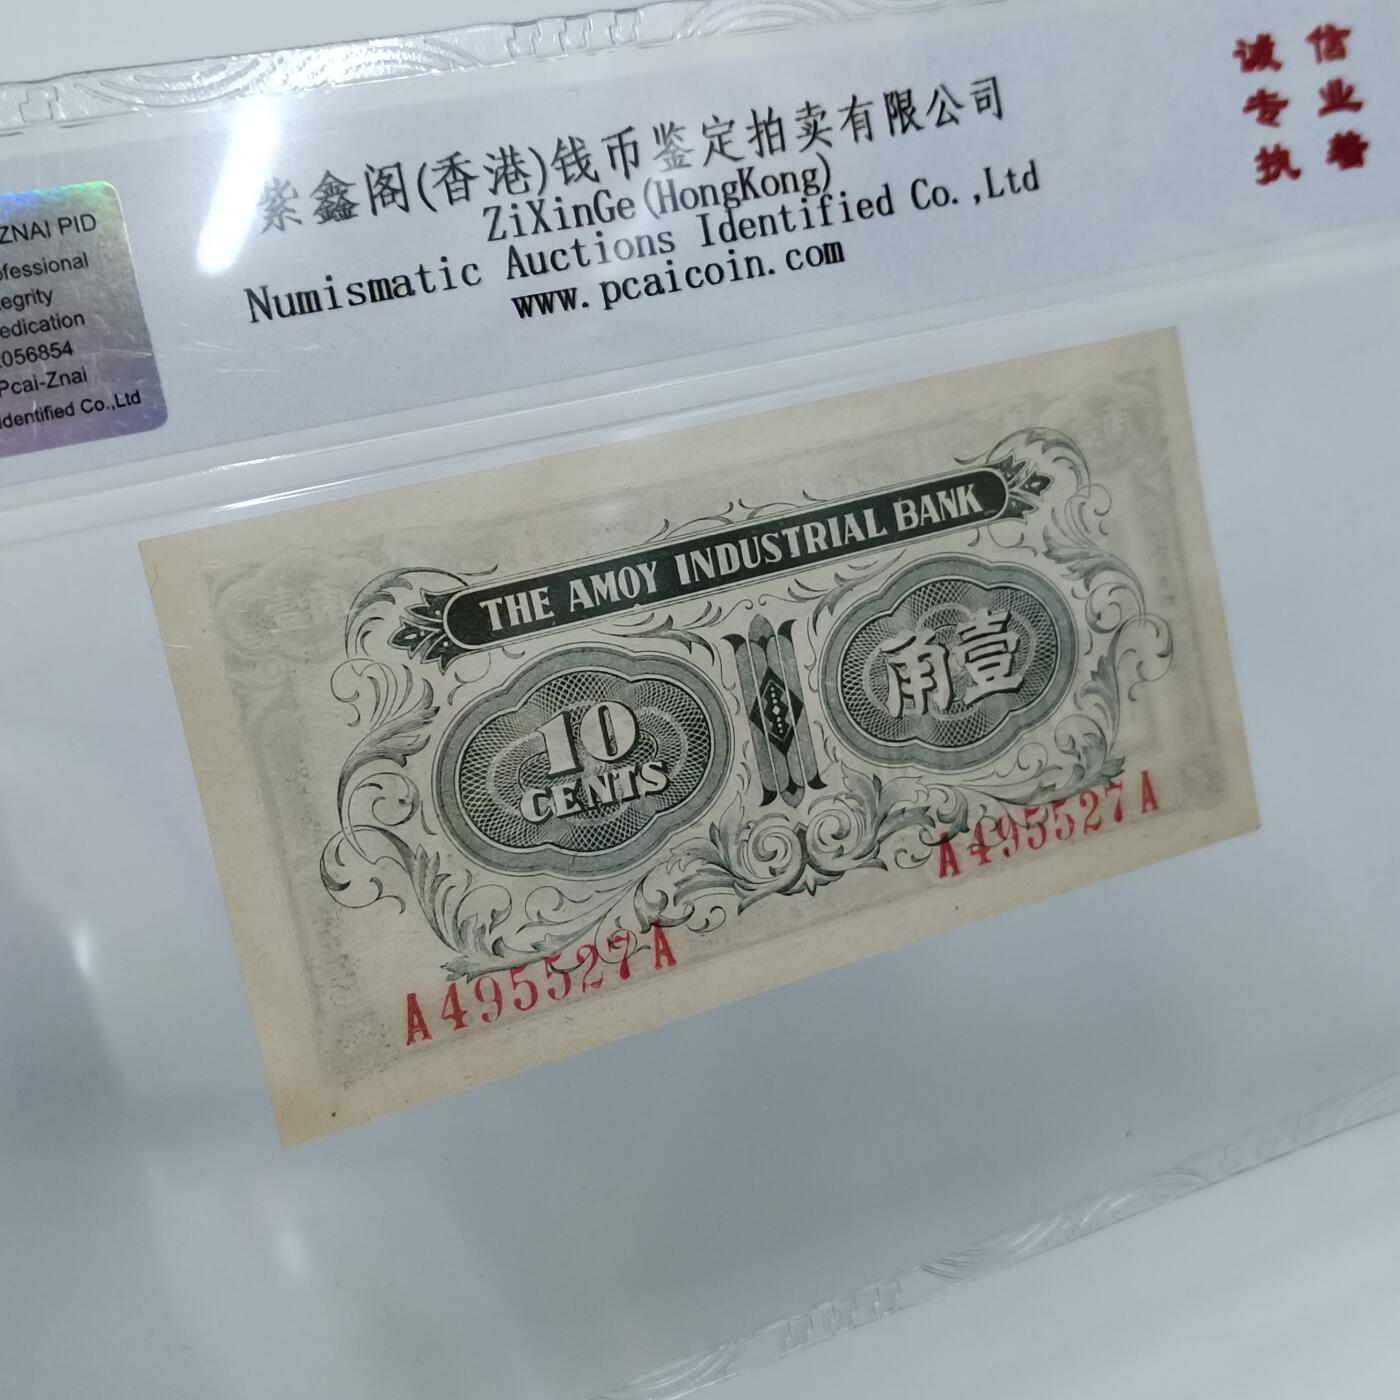 诚信
专业
执着
紫鑫阁(香港)钱币鉴定拍卖有限公司
ZiXinGe(HongKong)
Numismatic Auctions Identified Co.,Ltd
www.pcaicoin.com
ZNAI PID
ofessional
tegrity
edication
056854
Pcai-Znai
Identified Co.,Ltd
THE AMOY INDUSTRIAL BANK
10
CENTS
角壹
A495527A
A495527A